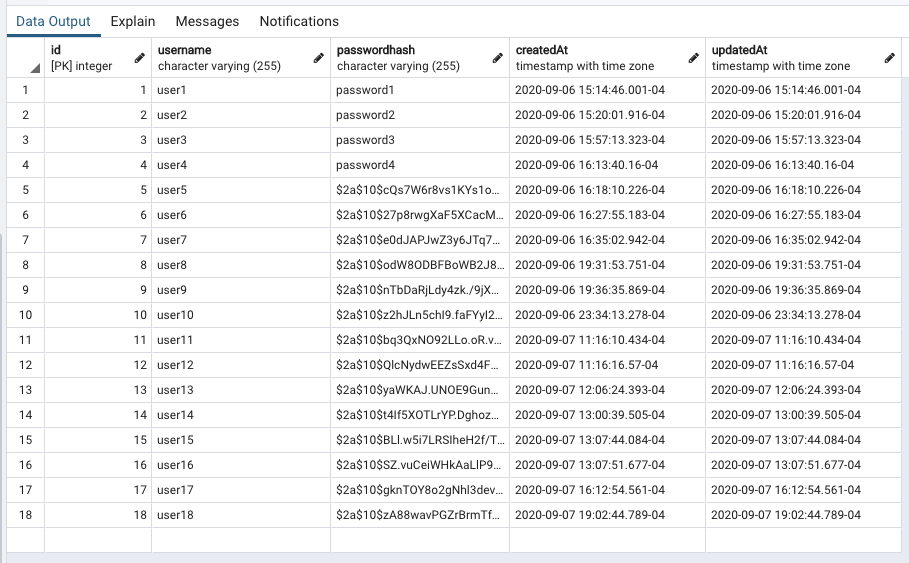 Data Output Explain Messages Notifications
id username passwordhash createdAt updatedAt
[PK] integer character varying (255) character varying (255) timestamp with time zone timestamp with time zone
1 1 user1 password1 2020-09-06 15:14:46.001-04 2020-09-06 15:14:46.001-04
2 2 user2 password2 2020-09-06 15:20:01.916-04 2020-09-06 15:20:01.916-04
3 3 user3 password3 2020-09-06 15:57:13.323-04 2020-09-06 15:57:13.323-04
4 4 user4 password4 2020-09-06 16:13:40.16-04 2020-09-06 16:13:40.16-04
5 5 user5 $2a$10$cQs7W6r8vs1KYs1o... 2020-09-06 16:18:10.226-04 2020-09-06 16:18:10.226-04
6 6 user6 $2a$10$27p8rwgXaF5XCacM... 2020-09-06 16:27:55.183-04 2020-09-06 16:27:55.183-04
7 7 user7 $2a$10$e0dJAPJwZ3y6JTq7... 2020-09-06 16:35:02.942-04 2020-09-06 16:35:02.942-04
8 8 user8 $2a$10$odW8ODBFBoWB2J8... 2020-09-06 19:31:53.751-04 2020-09-06 19:31:53.751-04
9 9 user9 $2a$10$nTbDaRjLdy4zk./9jX... 2020-09-06 19:36:35.869-04 2020-09-06 19:36:35.869-04
10 10 user10 $2a$10$z2hJLn5chl9.faFYyl2... 2020-09-06 23:34:13.278-04 2020-09-06 23:34:13.278-04
11 11 user11 $2a$10$bq3QxNO92LLo.oR.v... 2020-09-07 11:16:10.434-04 2020-09-07 11:16:10.434-04
12 12 user12 $2a$10$QlcNydwEEZsSxd4F... 2020-09-07 11:16:16.57-04 2020-09-07 11:16:16.57-04
13 13 user13 $2a$10$yaWKAJ.UNOE9Gun... 2020-09-07 12:06:24.393-04 2020-09-07 12:06:24.393-04
14 14 user14 $2a$10$t4If5XOTLrYP.Dghoz... 2020-09-07 13:00:39.505-04 2020-09-07 13:00:39.505-04
15 15 user15 $2a$10$BLl.w5i7LRSIheH2f/T... 2020-09-07 13:07:44.084-04 2020-09-07 13:07:44.084-04
16 16 user16 $2a$10$SZ.vuCeiWHkAaLlP9... 2020-09-07 13:07:51.677-04 2020-09-07 13:07:51.677-04
17 17 user17 $2a$10$gknTOY8o2gNhl3dev... 2020-09-07 16:12:54.561-04 2020-09-07 16:12:54.561-04
18 18 user18 $2a$10$zA88wavPGZrBrmTf... 2020-09-07 19:02:44.789-04 2020-09-07 19:02:44.789-04